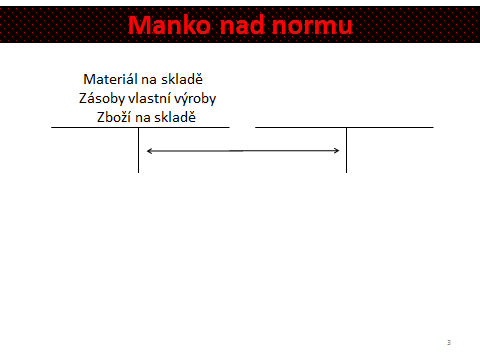 Manko nad normu
Materiál na skladě
Zásoby vlastní výroby
Zboží na skladě
3